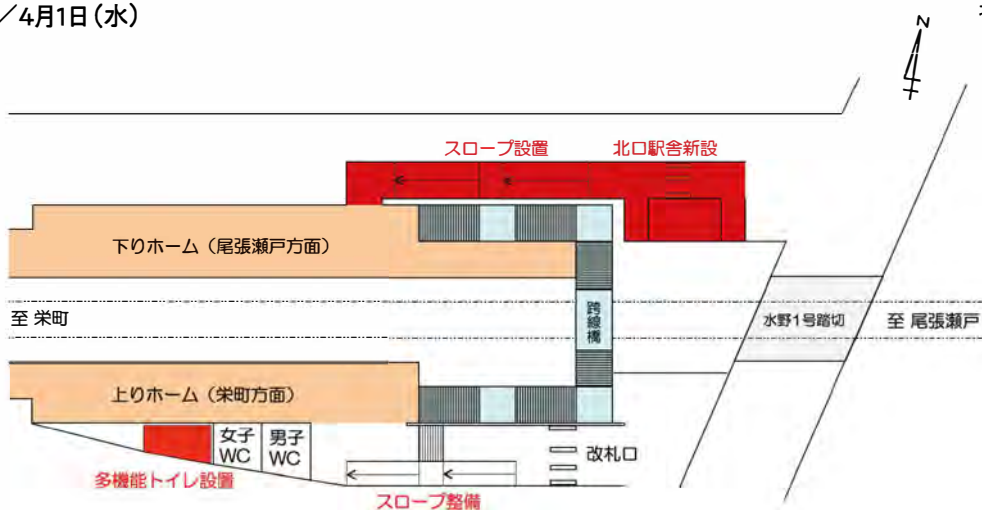 ／4月1日（水）
N
スロープ設置
北口駅舎新設
下りホーム（尾張瀬戸方面）
至 栄町
跨線橋
水野1号踏切
至 尾張瀬戸
上りホーム（栄町方面）
女子
WC
男子
WC
改札口
多機能トイレ設置
スロープ整備